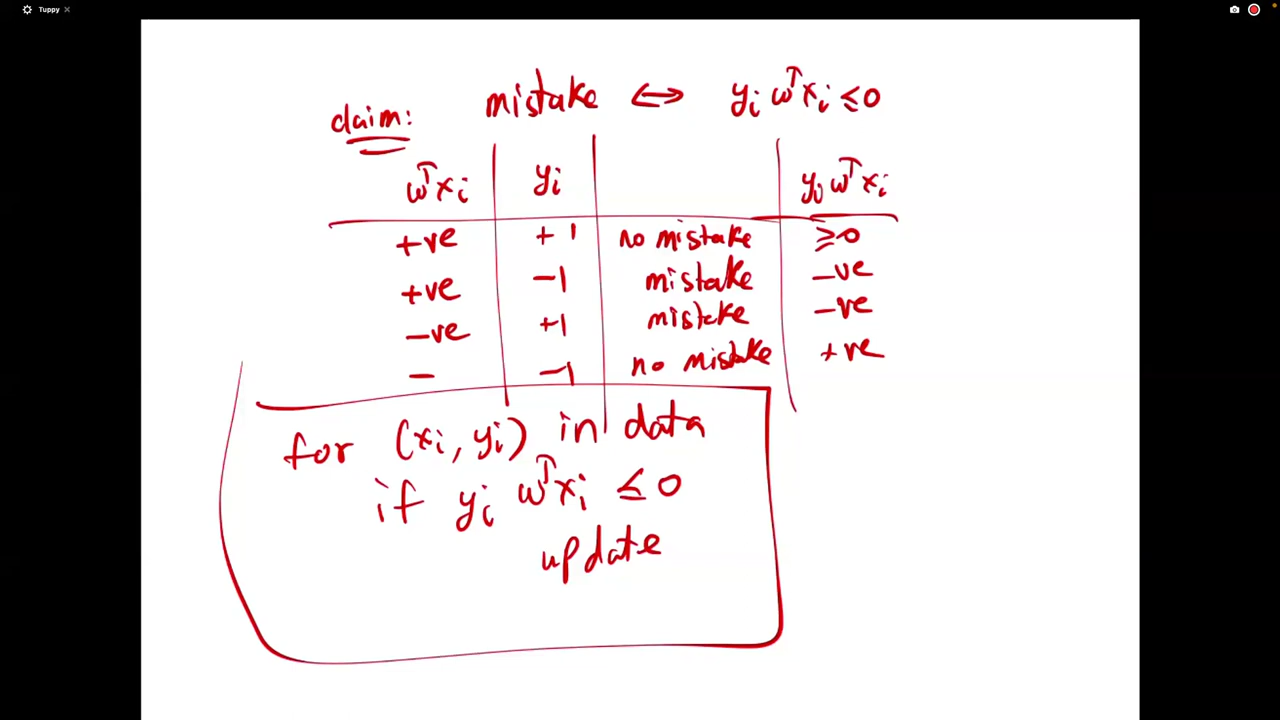 Tuppy ×
claim: mistake ⟷ yᵢ wᵀxᵢ ≤ 0
wᵀxᵢ yᵢ yᵢ wᵀxᵢ
+ve +1 no mistake ≥0
+ve -1 mistake -ve
-ve +1 mistake -ve
- -1 no mistake +ve
for (xᵢ, yᵢ) in data
if yᵢ wᵀxᵢ ≤ 0
update